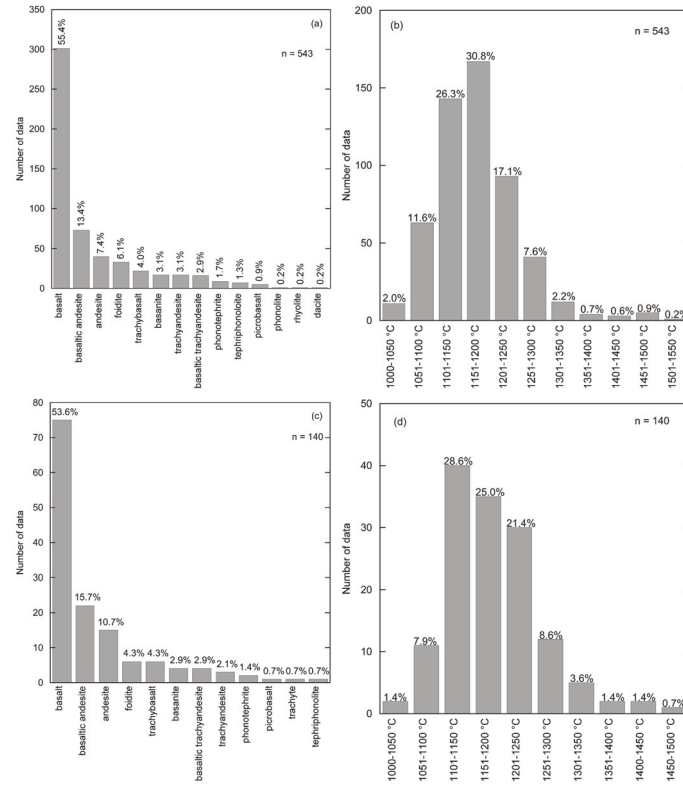 (a)
n = 543
Number of data
350
300
250
200
150
100
50
0
55.4%
13.4%
7.4%
6.1%
4.0%
3.1%
3.1%
2.9%
1.7%
1.3%
0.9%
0.2%
0.2%
0.2%
basalt
basaltic andesite
andesite
foidite
trachybasalt
basanite
trachyandesite
basaltic trachyandesite
phonotephrite
tephriphonoloite
picrobasalt
phonolite
rhyolite
dacite
(b)
n = 543
Number of data
200
150
100
50
0
2.0%
11.6%
26.3%
30.8%
17.1%
7.6%
2.2%
0.7%
0.6%
0.9%
0.2%
1000-1050 °C
1051-1100 °C
1101-1150 °C
1151-1200 °C
1201-1250 °C
1251-1300 °C
1301-1350 °C
1351-1400 °C
1401-1450 °C
1451-1500 °C
1501-1550 °C
(c)
n = 140
Number of data
80
70
60
50
40
30
20
10
0
53.6%
15.7%
10.7%
4.3%
4.3%
2.9%
2.9%
2.1%
1.4%
0.7%
0.7%
0.7%
basalt
basaltic andesite
andesite
foidite
trachybasalt
basanite
basaltic trachyandesite
trachyandesite
phonotephrite
picrobasalt
trachyte
tephriphonolite
(d)
n = 140
Number of data
50
40
30
20
10
0
1.4%
7.9%
28.6%
25.0%
21.4%
8.6%
3.6%
1.4%
1.4%
0.7%
1000-1050 °C
1051-1100 °C
1101-1150 °C
1151-1200 °C
1201-1250 °C
1251-1300 °C
1301-1350 °C
1351-1400 °C
1400-1450 °C
1450-1500 °C